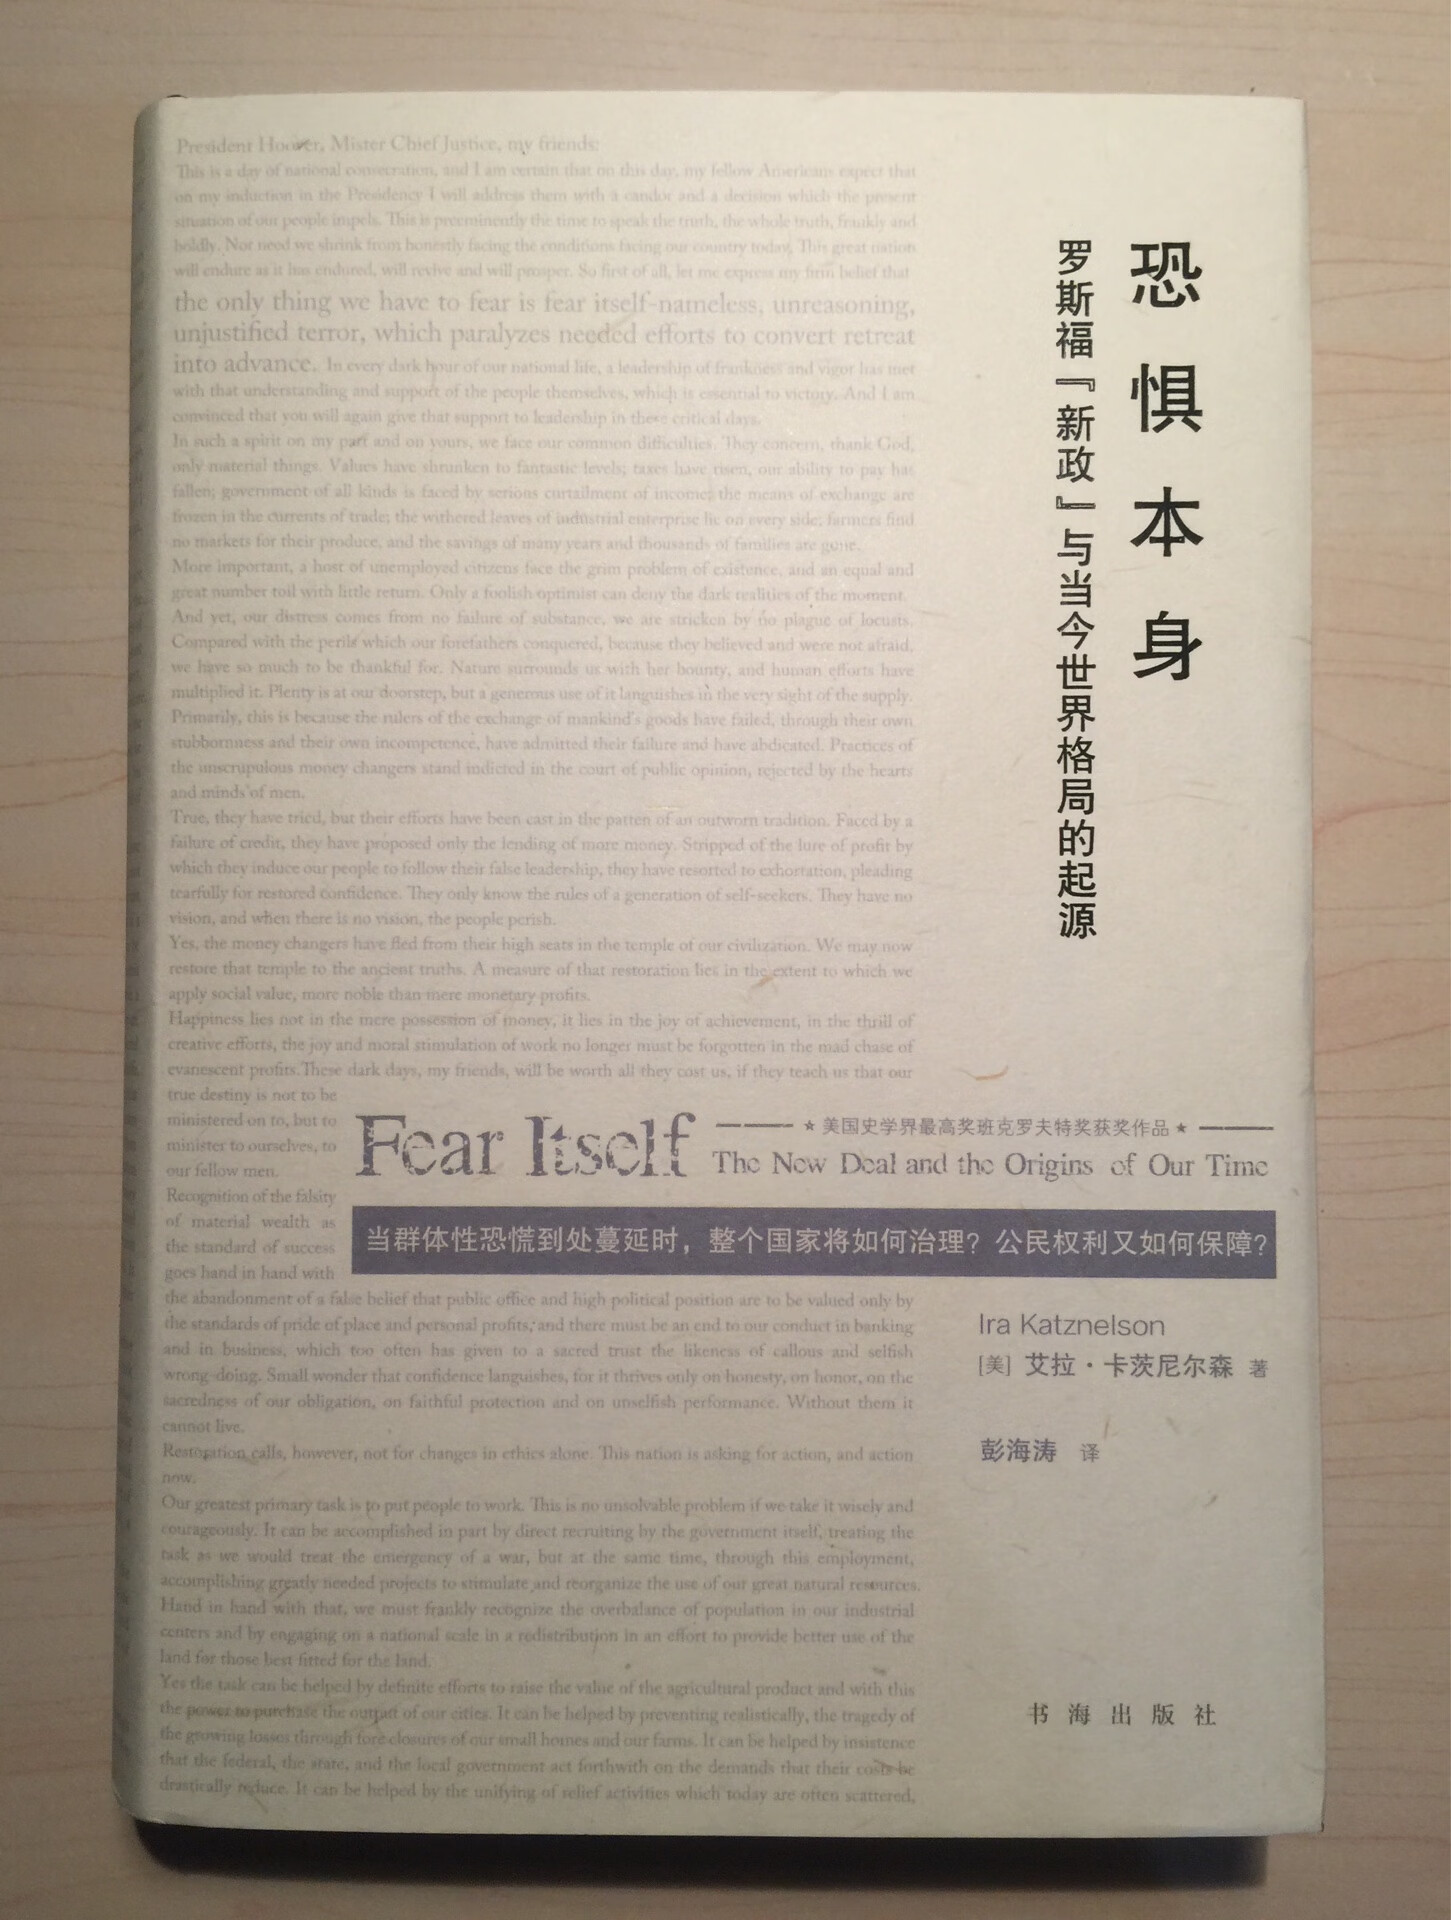 恐惧本身
罗斯福『新政』与当今世界格局的起源
President Hoover, Mister Chief Justice, my friends:
This is a day of national consecration, and I am certain that on this day, my fellow Americans expect that
on my induction in the Presidency I will address them with a candor and a decision which the present
situation of our people impels. This is preeminently the time to speak the truth, the whole truth, frankly and
boldly. Nor need we shrink from honestly facing the conditions facing our country today. This great nation
will endure as it has endured, will revive and will prosper. So first of all, let me express my firm belief that
the only thing we have to fear is fear itself-nameless, unreasoning,
unjustified terror, which paralyzes needed efforts to convert retreat
into advance. In every dark hour of our national life, a leadership of frankness and vigor has met
with that understanding and support of the people themselves, which is essential to victory. And I am
convinced that you will again give that support to leadership in these critical days.
In such a spirit on my part and on yours, we face our common difficulties. They concern, thank God,
only material things. Values have shrunken to fantastic levels; taxes have risen, our ability to pay has
fallen; government of all kinds is faced by serious curtailment of income; the means of exchange are
frozen in the currents of trade; the withered leaves of industrial enterprise lie on every side; farmers find
no markets for their produce, and the savings of many years and thousands of families are gone.
More important, a host of unemployed citizens face the grim problem of existence, and an equal and
great number toil with little return. Only a foolish optimist can deny the dark realities of the moment.
And yet, our distress comes from no failure of substance, we are stricken by no plague of locusts.
Compared with the perils which our forefathers conquered, because they believed and were not afraid,
we have so much to be thankful for. Nature surrounds us with her bounty, and human efforts have
multiplied it. Plenty is at our doorstep, but a generous use of it languishes in the very sight of the supply.
Primarily, this is because the rulers of the exchange of mankind's goods have failed, through their own
stubbornness and their own incompetence, have admitted their failure and have abdicated. Practices of
the unscrupulous money changers stand indicted in the court of public opinion, rejected by the hearts
and minds of men.
True, they have tried, but their efforts have been cast in the patten of an outworn tradition. Faced by a
failure of credit, they have proposed only the lending of more money. Stripped of the lure of profit by
which they induce our people to follow their false leadership, they have resorted to exhortation, pleading
tearfully for restored confidence. They only know the rules of a generation of self-seekers. They have no
vision, and when there is no vision, the people perish.
Yes, the money changers have fled from their high seats in the temple of our civilization. We may now
restore that temple to the ancient truths. A measure of that restoration lies in the extent to which we
apply social value, more noble than mere monetary profits.
Happiness lies not in the mere possession of money, it lies in the joy of achievement, in the thrill of
creative efforts, the joy and moral stimulation of work no longer must be forgotten in the mad chase of
evanescent profits.These dark days, my friends, will be worth all they cost us, if they teach us that our
true destiny is not to be
ministered on to, but to
minister to ourselves, to
our fellow men.
Recognition of the falsity
of material wealth as
the standard of success
goes hand in hand with
the abandonment of a false belief that public office and high political position are to be valued only by
the standards of pride of place and personal profits, and there must be an end to our conduct in banking
and in business, which too often has given to a sacred trust the likeness of callous and selfish
wrong-doing. Small wonder that confidence languishes, for it thrives only on honesty, on honor, on the
sacredness of our obligation, on faithful protection and on unselfish performance. Without them it
cannot live.
Restoration calls, however, not for changes in ethics alone. This nation is asking for action, and action
now.
Our greatest primary task is to put people to work. This is no unsolvable problem if we take it wisely and
courageously. It can be accomplished in part by direct recruiting by the government itself, treating the
task as we would treat the emergency of a war, but at the same time, through this employment,
accomplishing greatly needed projects to stimulate and reorganize the use of our great natural resources.
Hand in hand with that, we must frankly recognize the overbalance of population in our industrial
centers and by engaging on a national scale in a redistribution in an effort to provide better use of the
land for those best fitted for the land.
Yes the task can be helped by definite efforts to raise the value of the agricultural product and with this
the power to purchase the outpart of our cities. It can be helped by preventing realistically, the tragedy of
the growing losses through fore closures of our small homes and our farms. It can be helped by insistence
that the federal, the state, and the local government act forthwith on the demands that their costs be
drastically reduce. It can be helped by the unifying of relief activities which today are often scattered,
Fear Itself
★美国史学界最高奖班克罗夫特奖获奖作品★
The New Deal and the Origins of Our Time
当群体性恐慌到处蔓延时，整个国家将如何治理？公民权利又如何保障？
Ira Katznelson
[美] 艾拉·卡茨尼尔森 著
彭海涛 译
书海出版社